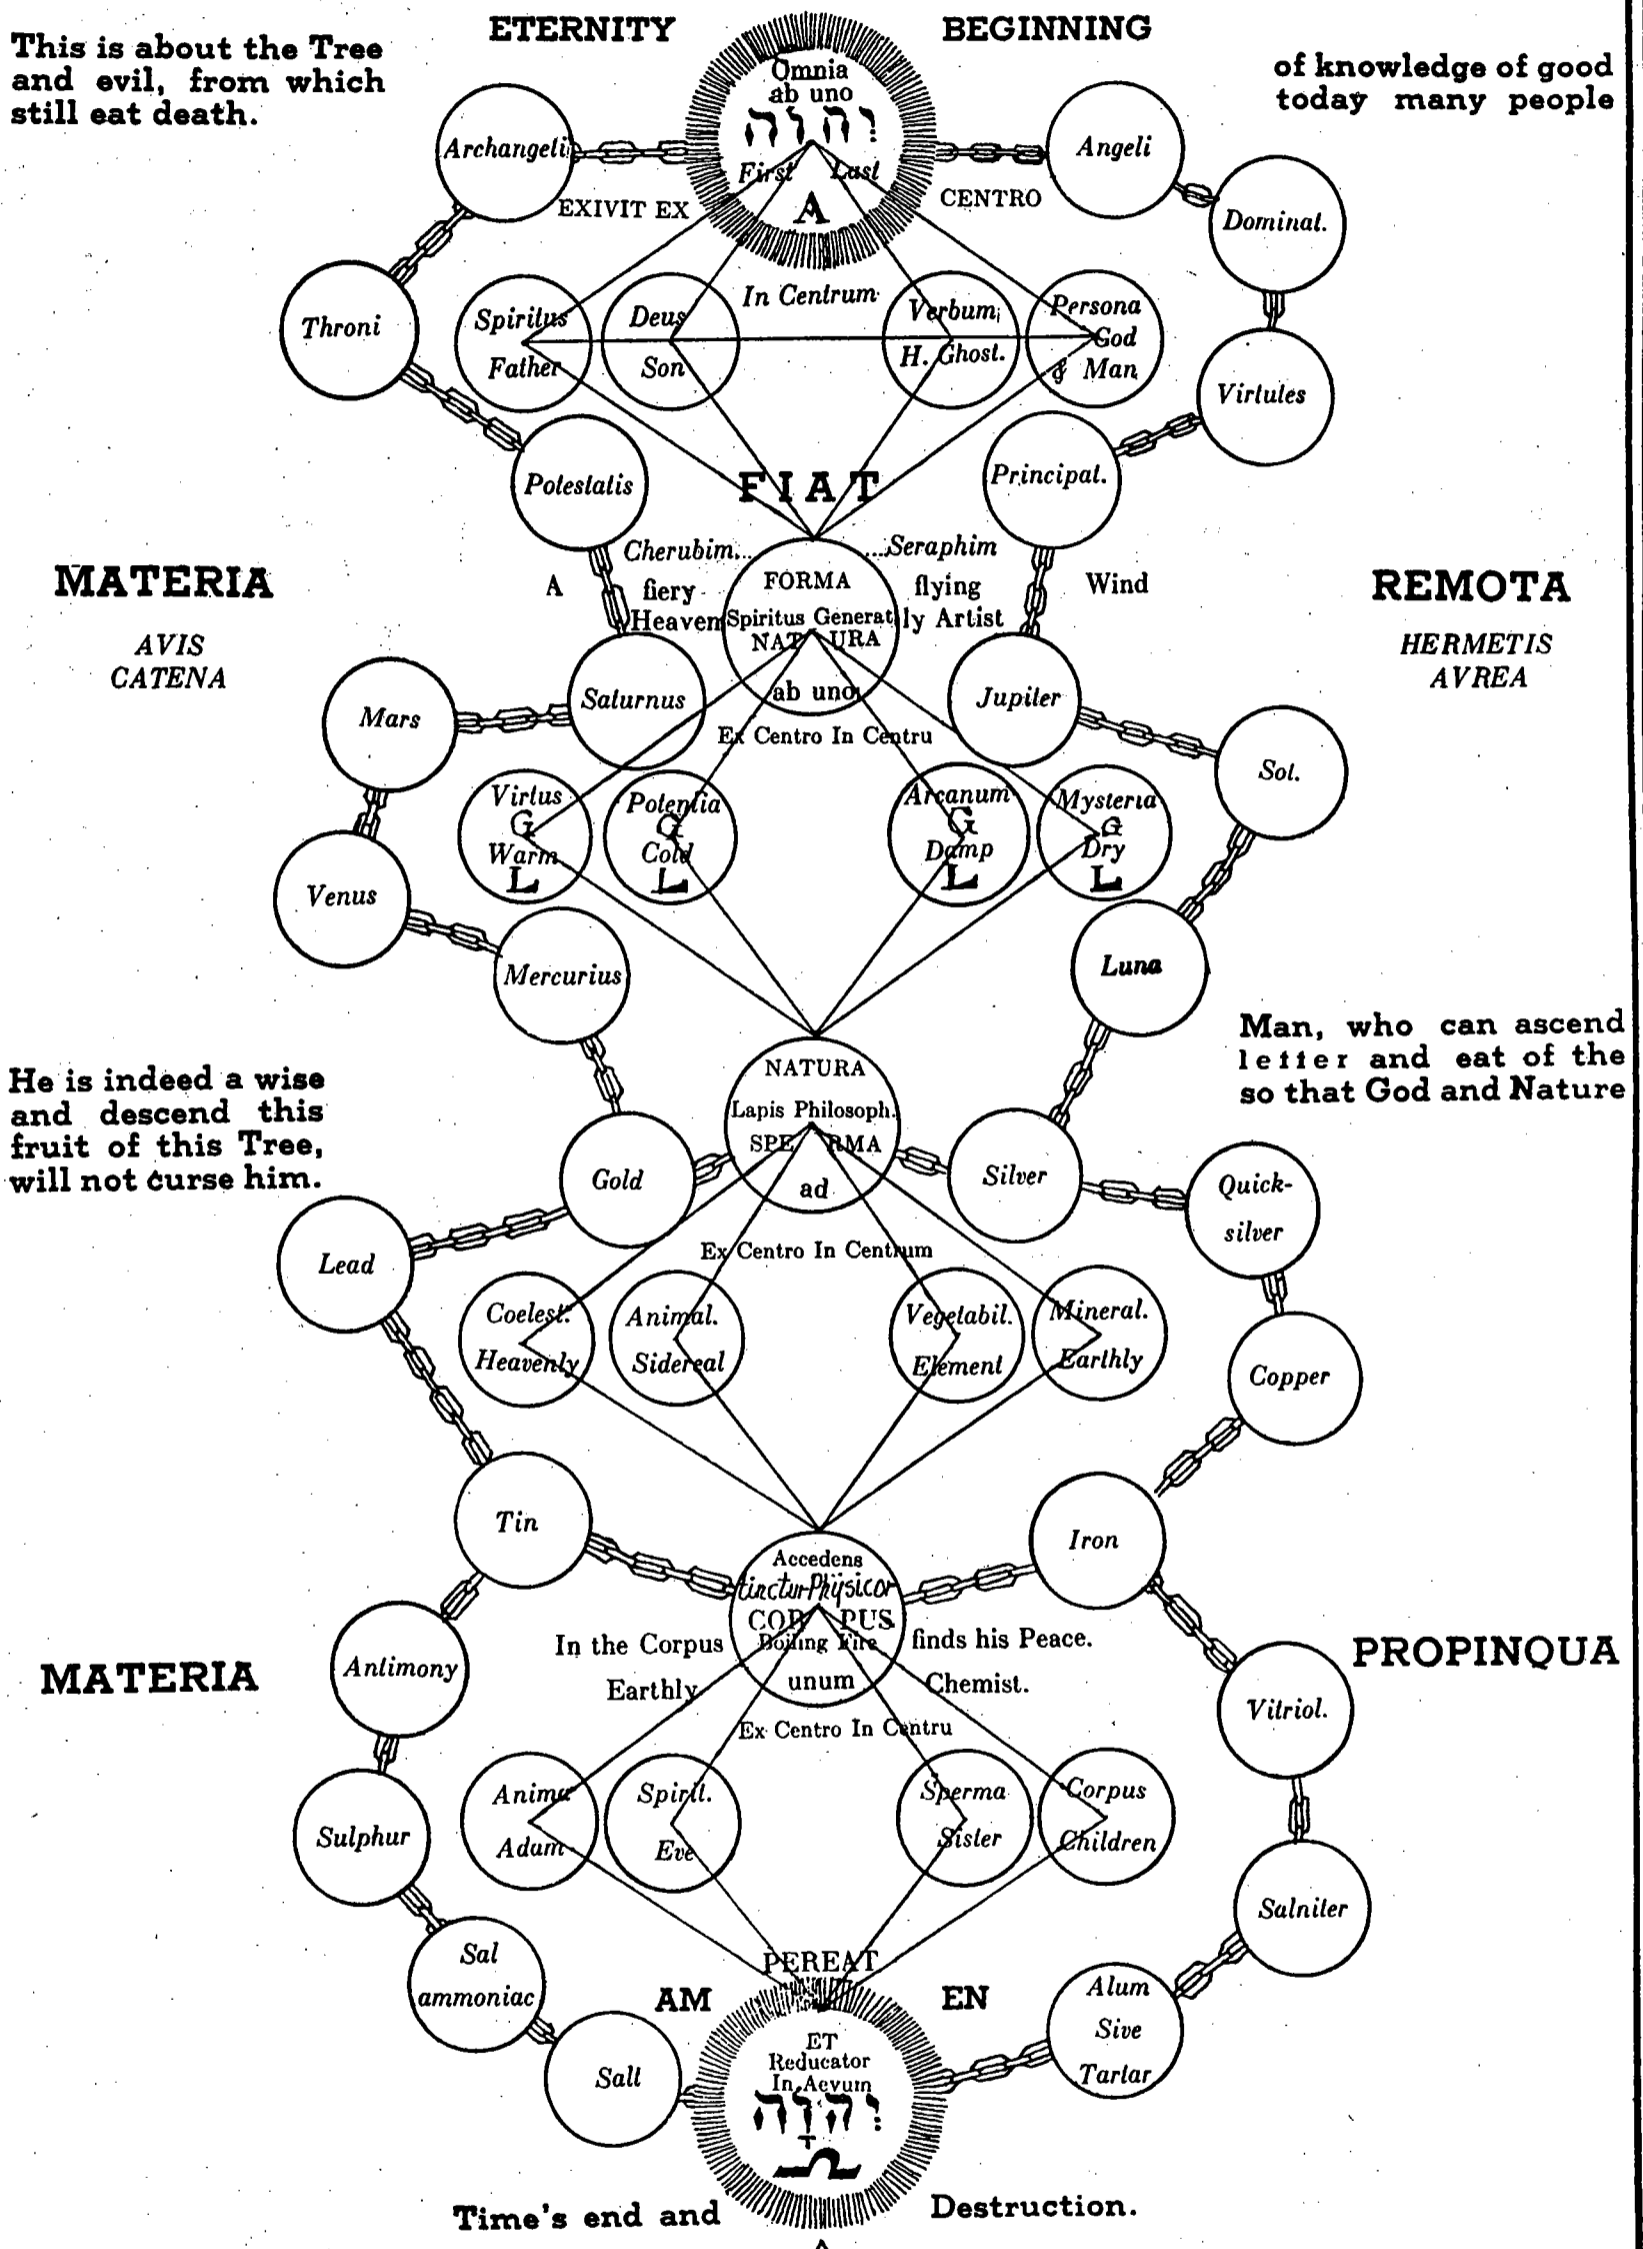 ETERNITY BEGINNING
This is about the Tree of knowledge of good
and evil, from which today many people
still eat death.
Omnia
ab uno
יהוה
First Last
A
Archangeli
Angeli
EXIVIT EX CENTRO
Dominat.
Throni
Spiritus
Father
Deus
Son
In Centrum
Verbum
H. Ghost.
Persona
God
& Man
Virtutes
Potestatis
FIAT
Principat.
Cherubim... ...Seraphim
A fiery flying Wind
Heaven ly Artist
FORMA
Spiritus Generat
NATURA
ab uno
MATERIA REMOTA
AVIS HERMETIS
CATENA AVREA
Mars
Saturnus
Jupiter
Sol.
Ex Centro In Centru
Virtus
G
Warm
L
Potentia
G
Cold
L
Arcanum
G
Damp
L
Mysteria
G
Dry
L
Venus
Mercurius
Luna
He is indeed a wise Man, who can ascend
and descend this letter and eat of the
fruit of this Tree, so that God and Nature
will not curse him.
NATURA
Lapis Philosoph.
SPERMA
ad
Gold
Silver
Quick-
silver
Lead
Ex Centro In Centrum
Coelest.
Heavenly
Animal.
Sidereal
Vegetabil.
Element
Mineral.
Earthly
Copper
Tin
Iron
Accedens
tinctur Physicor
CORPUS
Boiling Fire
unum
In the Corpus finds his Peace.
Earthly Chemist.
MATERIA PROPINQUA
Antimony
Vitriol.
Ex Centro In Centru
Anima
Adam
Spirit.
Eve
Sperma
Sister
Corpus
Children
Sulphur
Salniter
Sal
ammoniac
PEREAT
AM EN
Alum
Sive
Tartar
Salt
ET
Reducator
In Aevum
יהוה
Ω
Time's end and Destruction.